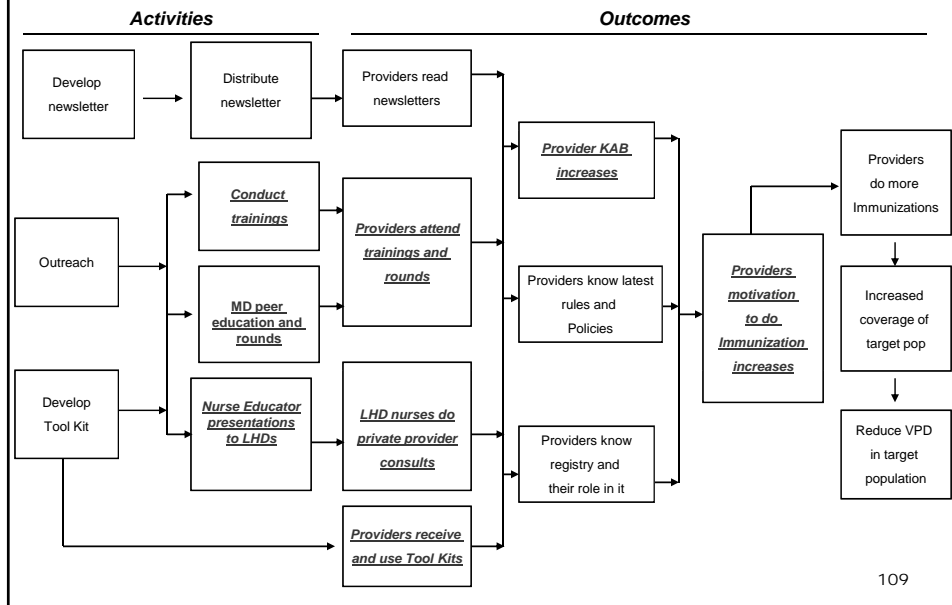 Activities
Outcomes
Develop
newsletter
Distribute
newsletter
Providers read
newsletters
Provider KAB
increases
Providers
do more
Immunizations
Conduct
trainings
Providers attend
trainings and
rounds
Outreach
MD peer
education and
rounds
Providers know latest
rules and
Policies
Providers
motivation
to do
Immunization
increases
Increased
coverage of
target pop
Develop
Tool Kit
Nurse Educator
presentations
to LHDs
LHD nurses do
private provider
consults
Providers know
registry and
their role in it
Reduce VPD
in target
population
Providers receive
and use Tool Kits
109